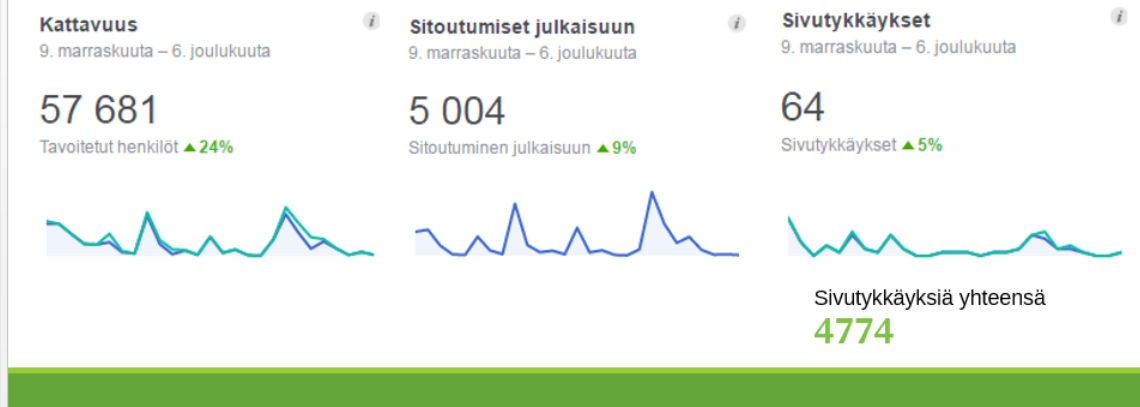 Kattavuus
9. marraskuuta – 6. joulukuuta
57 681
Tavoitetut henkilöt ▲24%
Sitoutumiset julkaisuun
9. marraskuuta – 6. joulukuuta
5 004
Sitoutuminen julkaisuun ▲9%
Sivutykkäykset
9. marraskuuta – 6. joulukuuta
64
Sivutykkäykset ▲5%
Sivutykkäyksiä yhteensä
4774